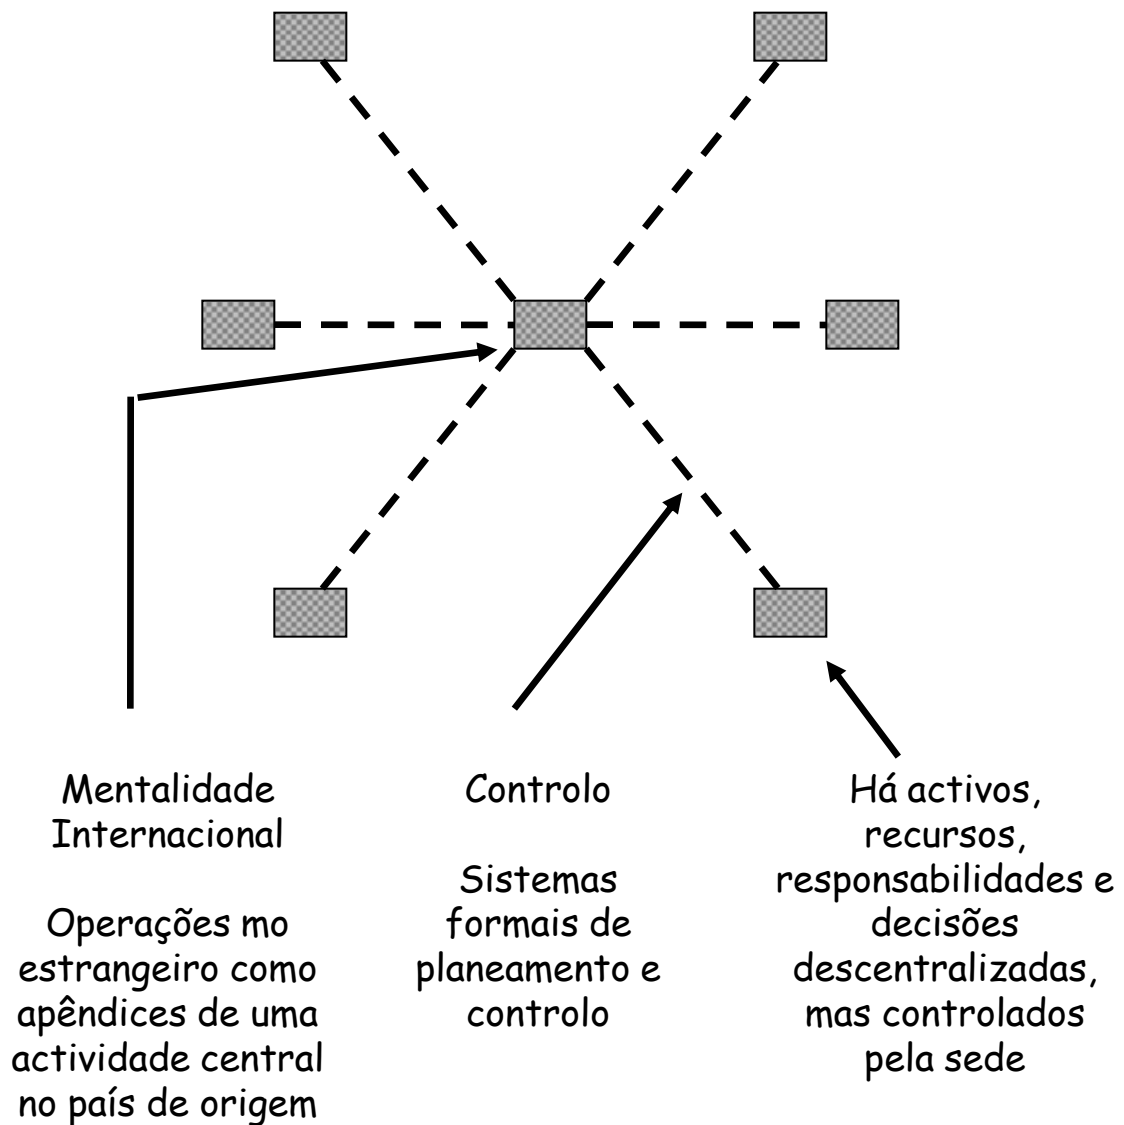 Mentalidade
Internacional
Operações mo
estrangeiro como
apêndices de uma
actividade central
no país de origem
Controlo
Sistemas
formais de
planeamento e
controlo
Há activos,
recursos,
responsabilidades e
decisões
descentralizadas,
mas controlados
pela sede